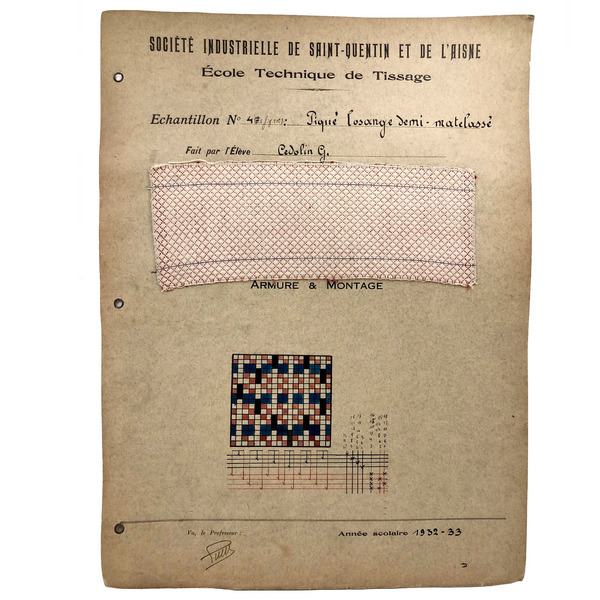 SOCIÉTÉ INDUSTRIELLE DE SAINT-QUENTIN ET DE L'AISNE
École Technique de Tissage
Echantillon Nº Piqué losange demi-matelassé
Fait par l'Élève Cedolin G.
ARMURE & MONTAGE
Vu, le Professeur :
Année scolaire 1932-33